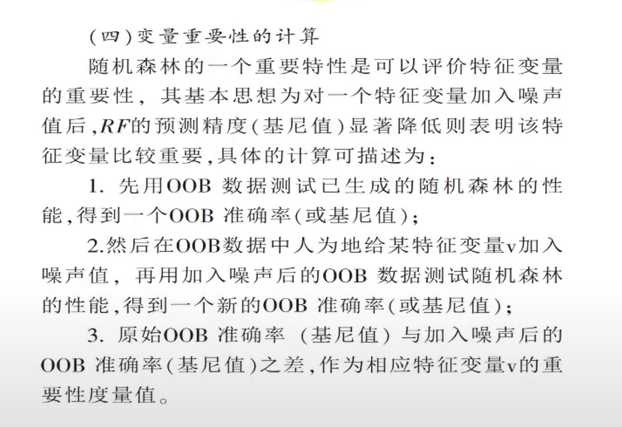 (四)变量重要性的计算
随机森林的一个重要特性是可以评价特征变量
的重要性，其基本思想为对一个特征变量加入噪声
值后,RF的预测精度(基尼值)显著降低则表明该特
征变量比较重要,具体的计算可描述为：
1. 先用OOB 数据测试已生成的随机森林的性
能,得到一个OOB 准确率(或基尼值)；
2.然后在OOB数据中人为地给某特征变量v加入
噪声值，再用加入噪声后的OOB 数据测试随机森林
的性能,得到一个新的OOB 准确率(或基尼值)；
3. 原始OOB 准确率 (基尼值) 与加入噪声后的
OOB 准确率(基尼值)之差,作为相应特征变量v的重
要性度量值。